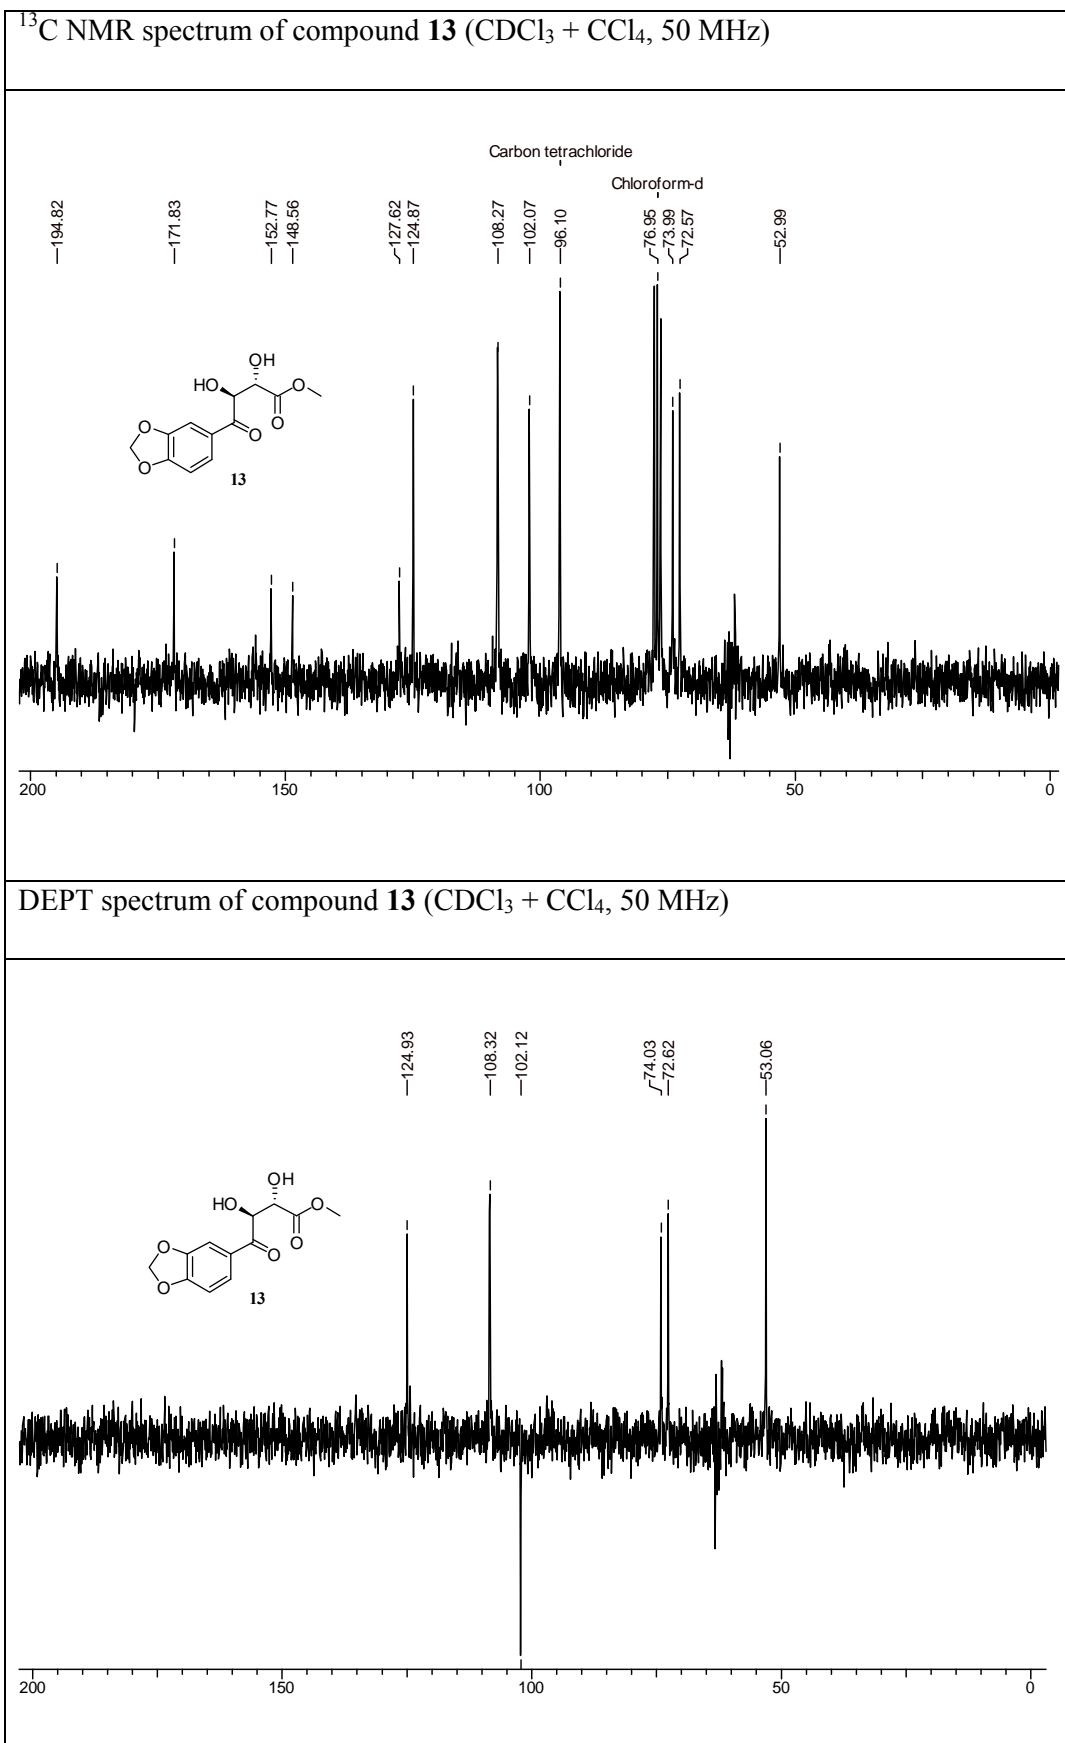 ¹³C NMR spectrum of compound 13 (CDCl₃ + CCl₄, 50 MHz)
Carbon tetrachloride
Chloroform-d
194.82
171.83
152.77
148.56
127.62
124.87
108.27
102.07
96.10
76.95
73.99
72.57
52.99
OH
HO
O
O
O
O
O
13
200 150 100 50 0
DEPT spectrum of compound 13 (CDCl₃ + CCl₄, 50 MHz)
124.93
108.32
102.12
74.03
72.62
53.06
OH
HO
O
O
O
O
O
13
200 150 100 50 0